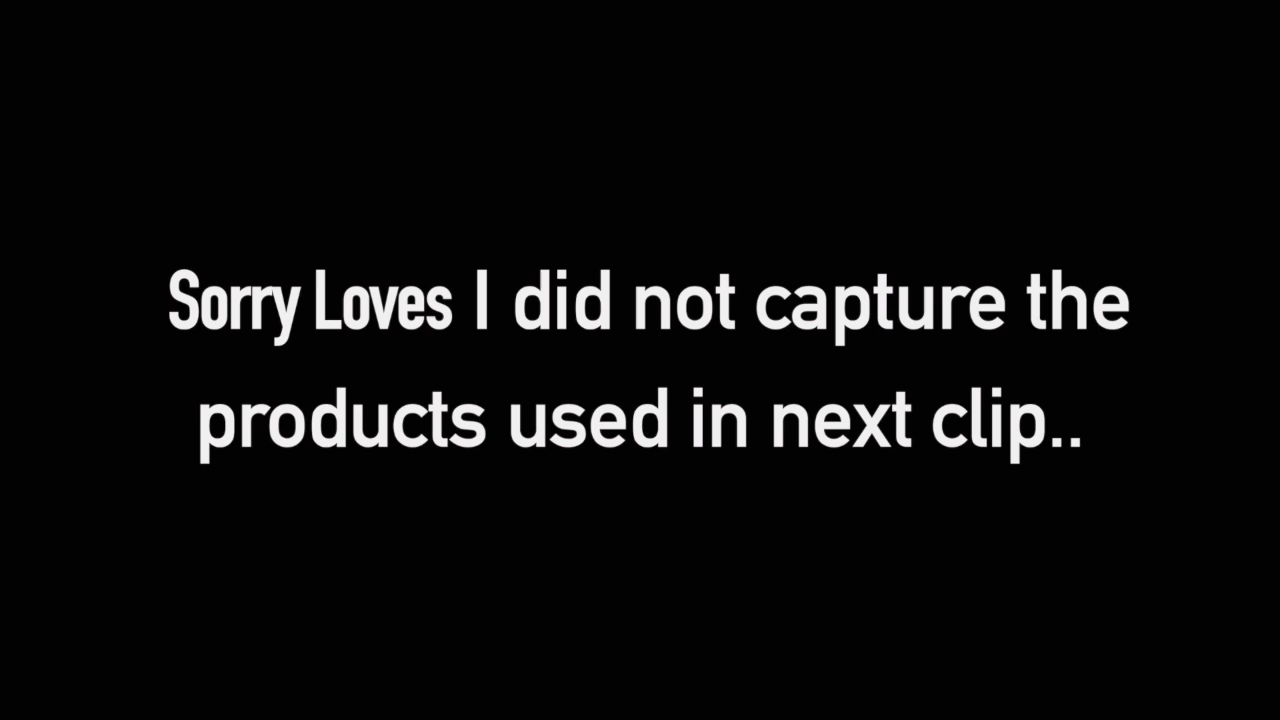 Sorry Loves I did not capture the
products used in next clip..